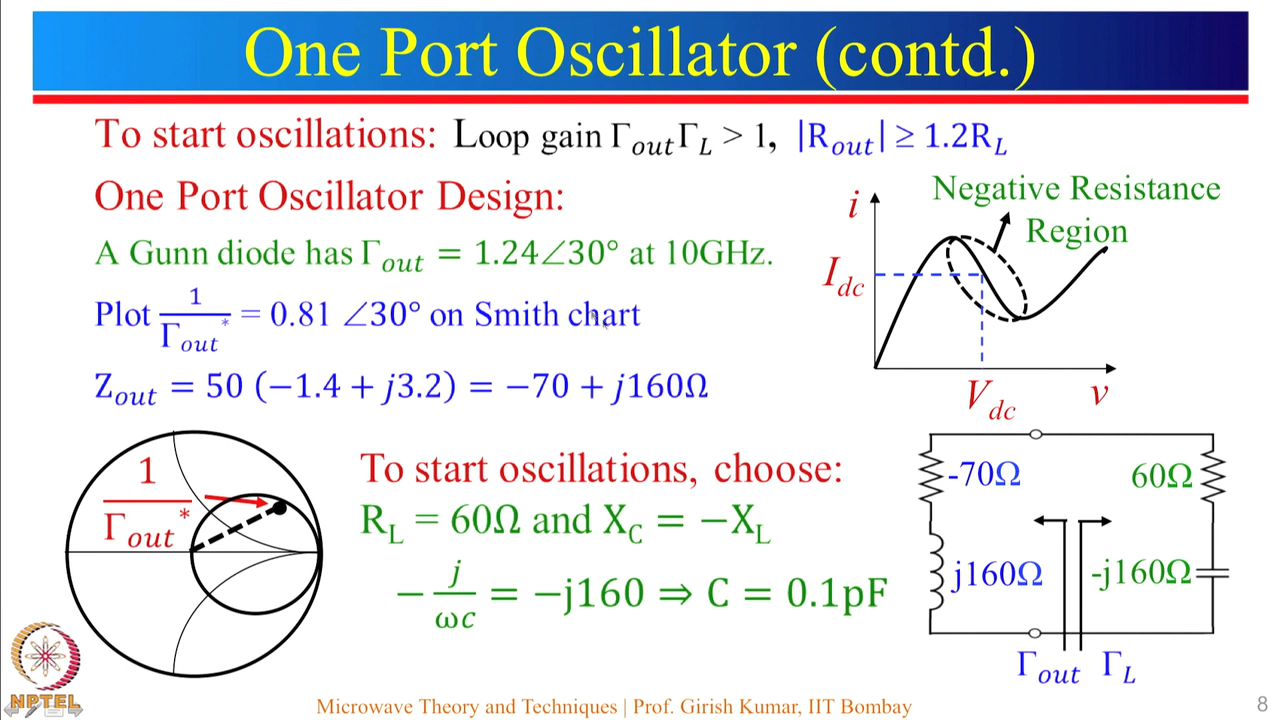 One Port Oscillator (contd.)
To start oscillations: Loop gain Γ_out Γ_L > 1, |R_out| ≥ 1.2R_L
One Port Oscillator Design:
A Gunn diode has Γ_out = 1.24∠30° at 10GHz.
Plot 1/Γ_out* = 0.81 ∠30° on Smith chart
Z_out = 50 (−1.4 + j3.2) = −70 + j160Ω
Negative Resistance
Region
i
I_dc
V_dc
v
1/Γ_out*
To start oscillations, choose:
R_L = 60Ω and X_C = −X_L
−j/ωc = −j160 ⇒ C = 0.1pF
-70Ω
60Ω
j160Ω
-j160Ω
Γ_out Γ_L
NPTEL
Microwave Theory and Techniques | Prof. Girish Kumar, IIT Bombay
8